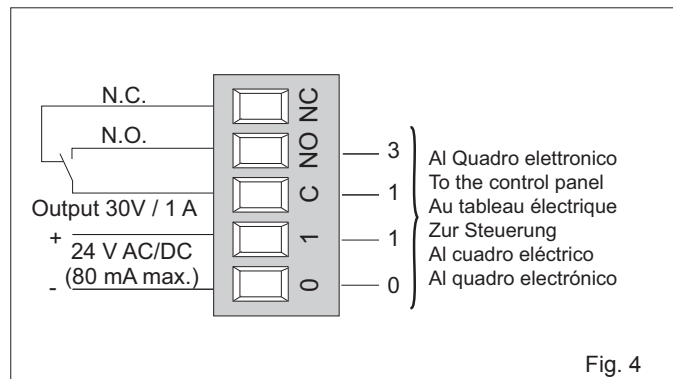 N.C.
NC
N.O.
NO
3
C
1
Output 30V / 1 A
+
24 V AC/DC
(80 mA max.)
-
1
1
0
0
Al Quadro elettronico
To the control panel
Au tableau électrique
Zur Steuerung
Al cuadro eléctrico
Al quadro electrónico
Fig. 4